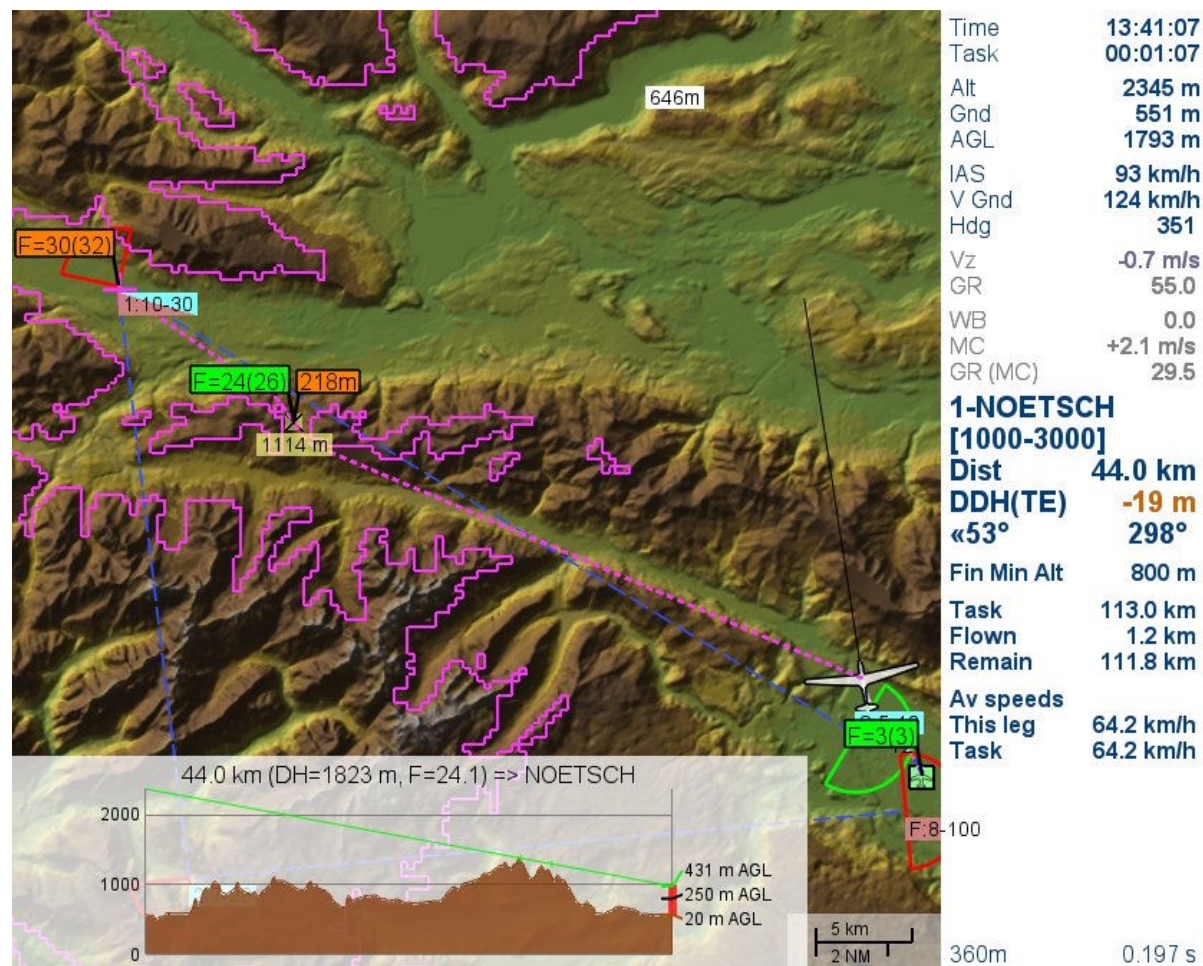 646m
F=30(32)
1:10-30
F=24(26)
218m
1114 m
F=3(3)
F:8-100
44.0 km (DH=1823 m, F=24.1) => NOETSCH
2000
1000
0
431 m AGL
250 m AGL
20 m AGL
5 km
2 NM
Time 13:41:07
Task 00:01:07
Alt 2345 m
Gnd 551 m
AGL 1793 m
IAS 93 km/h
V Gnd 124 km/h
Hdg 351
Vz -0.7 m/s
GR 55.0
WB 0.0
MC +2.1 m/s
GR (MC) 29.5
1-NOETSCH
[1000-3000]
Dist 44.0 km
DDH(TE) -19 m
«53° 298°
Fin Min Alt 800 m
Task 113.0 km
Flown 1.2 km
Remain 111.8 km
Av speeds
This leg 64.2 km/h
Task 64.2 km/h
360m 0.197 s